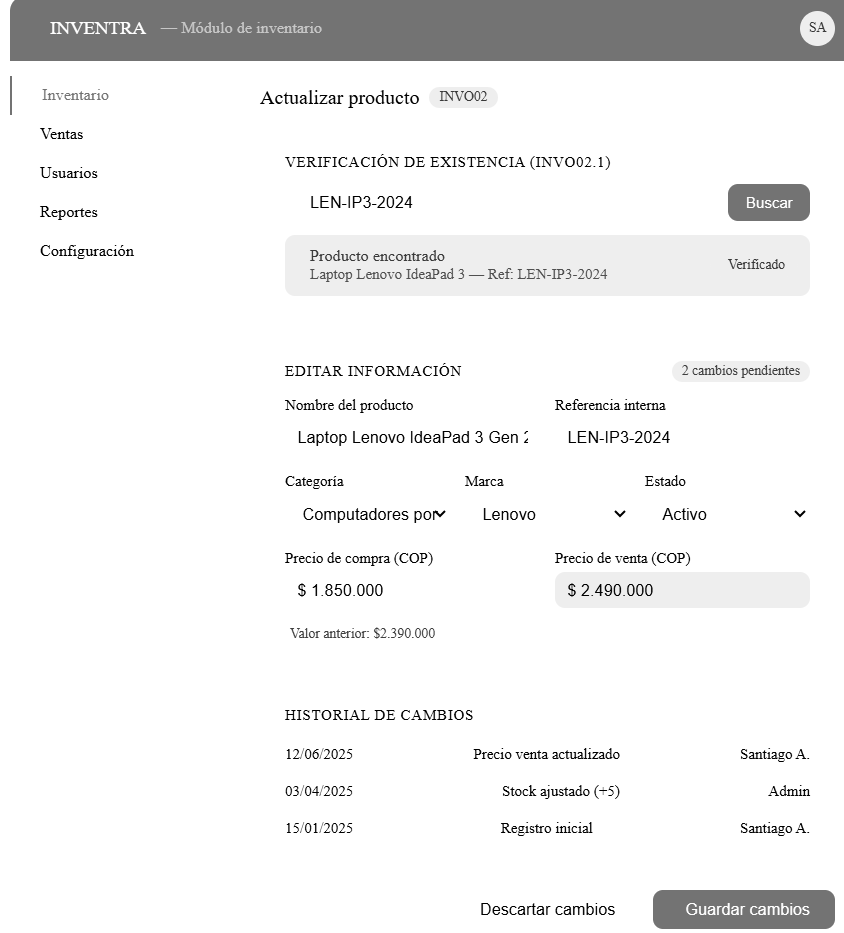 INVENTRA — Módulo de inventario
SA
Inventario
Ventas
Usuarios
Reportes
Configuración
Actualizar producto INVO02
VERIFICACIÓN DE EXISTENCIA (INVO02.1)
LEN-IP3-2024
Buscar
Producto encontrado
Laptop Lenovo IdeaPad 3 — Ref: LEN-IP3-2024
Verificado
EDITAR INFORMACIÓN
2 cambios pendientes
Nombre del producto
Referencia interna
Laptop Lenovo IdeaPad 3 Gen 2
LEN-IP3-2024
Categoría
Marca
Estado
Computadores por
Lenovo
Activo
Precio de compra (COP)
Precio de venta (COP)
$ 1.850.000
$ 2.490.000
Valor anterior: $2.390.000
HISTORIAL DE CAMBIOS
12/06/2025 Precio venta actualizado Santiago A.
03/04/2025 Stock ajustado (+5) Admin
15/01/2025 Registro inicial Santiago A.
Descartar cambios
Guardar cambios